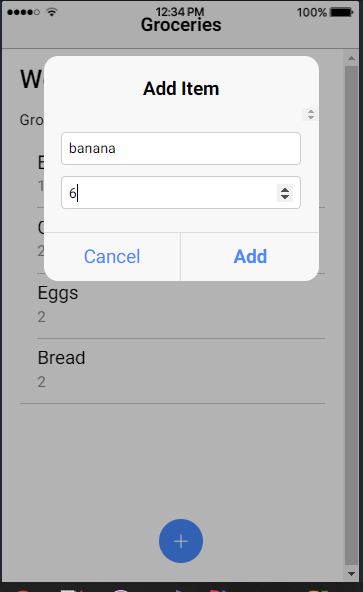 12:34 PM
100%
Groceries
Add Item
banana
6
Cancel
Add
Eggs
2
Bread
2
+